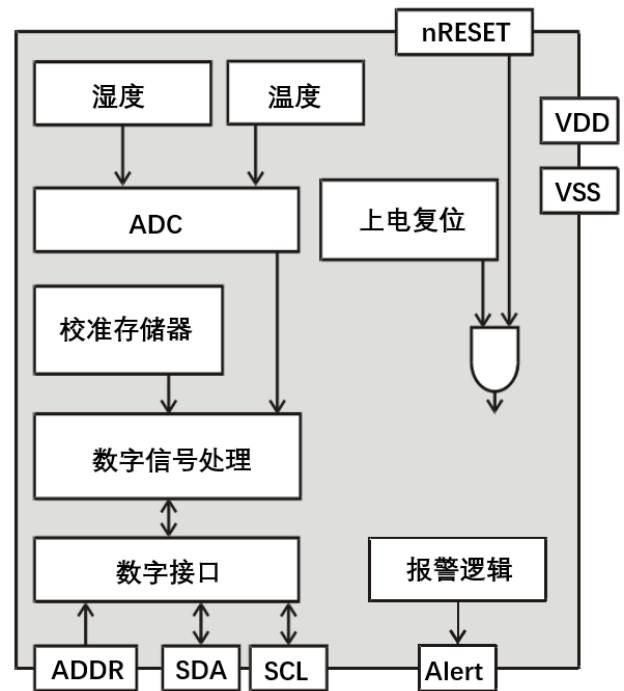 nRESET
湿度
温度
VDD
VSS
ADC
上电复位
校准存储器
数字信号处理
数字接口
报警逻辑
ADDR
SDA
SCL
Alert